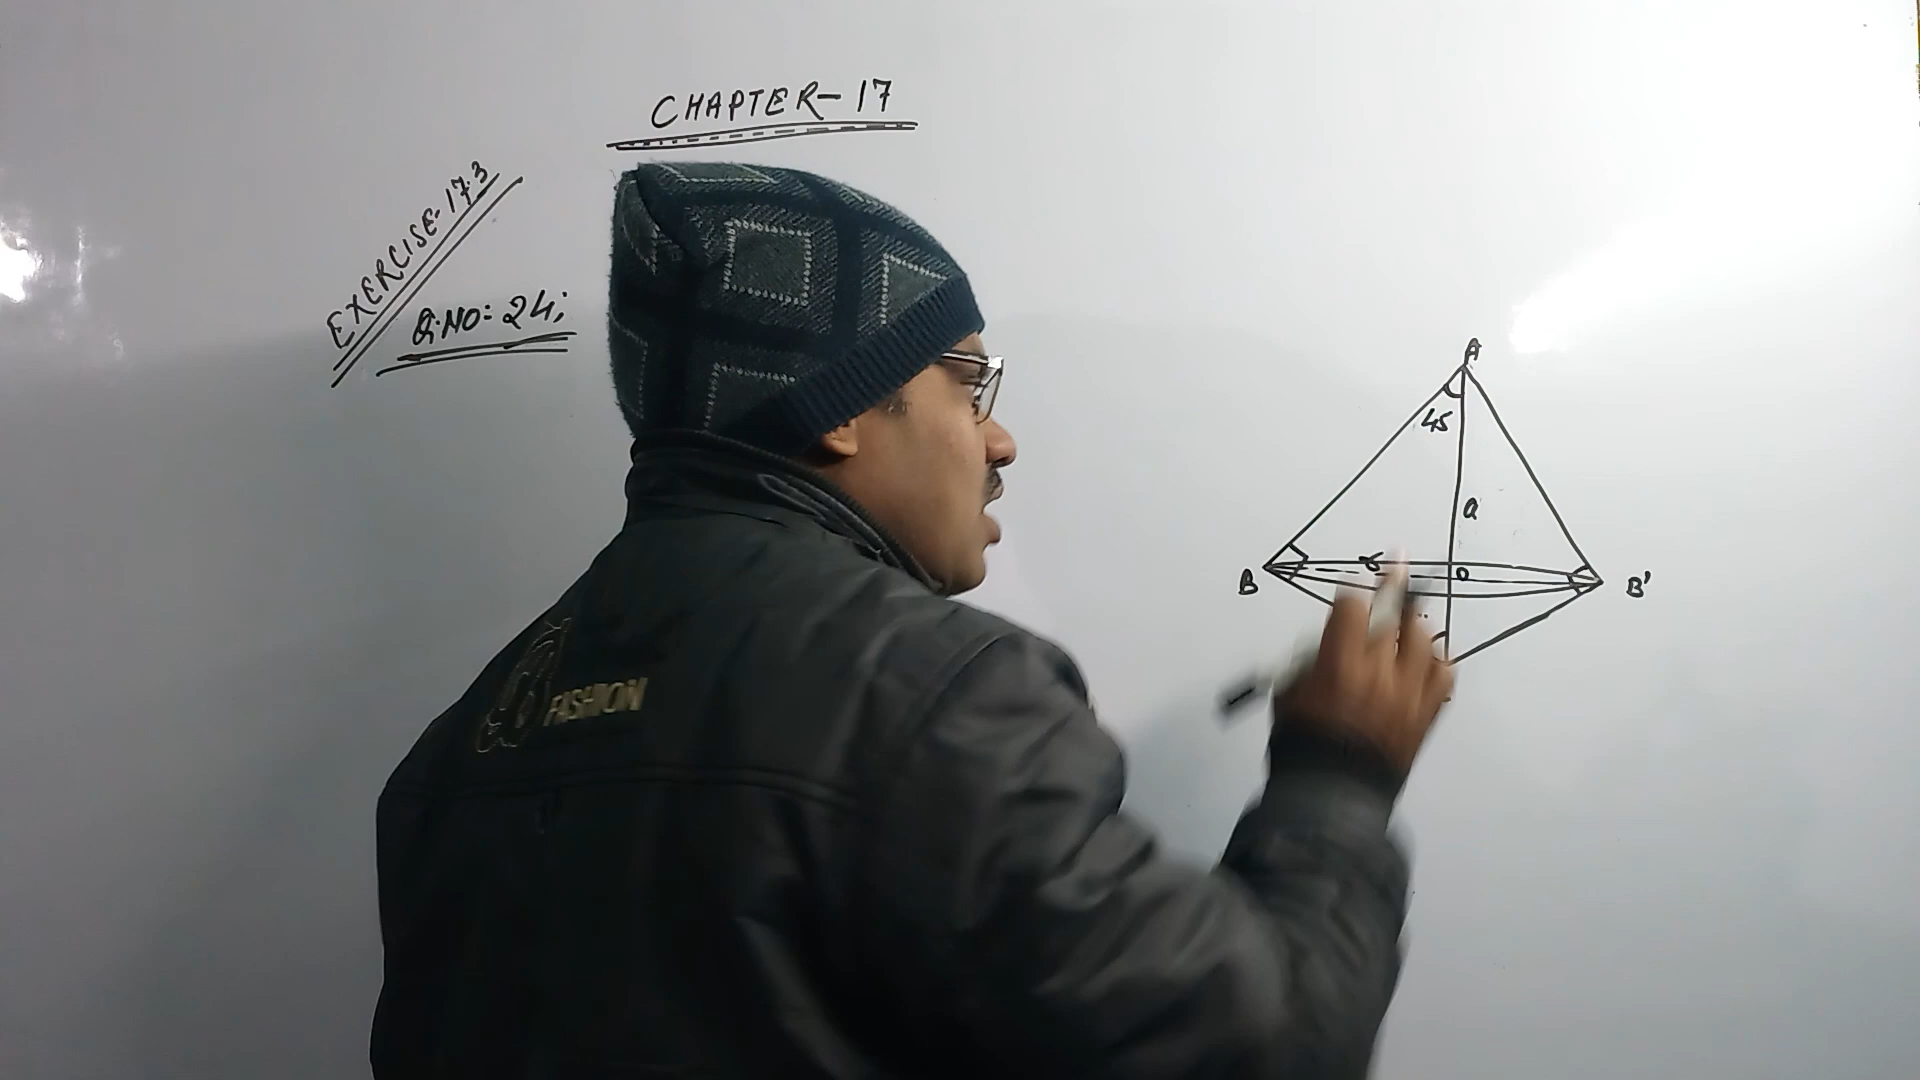 CHAPTER-17
EXERCISE-17.3
Q.NO: 24;
A
45
a
B
O
B'
FASHION